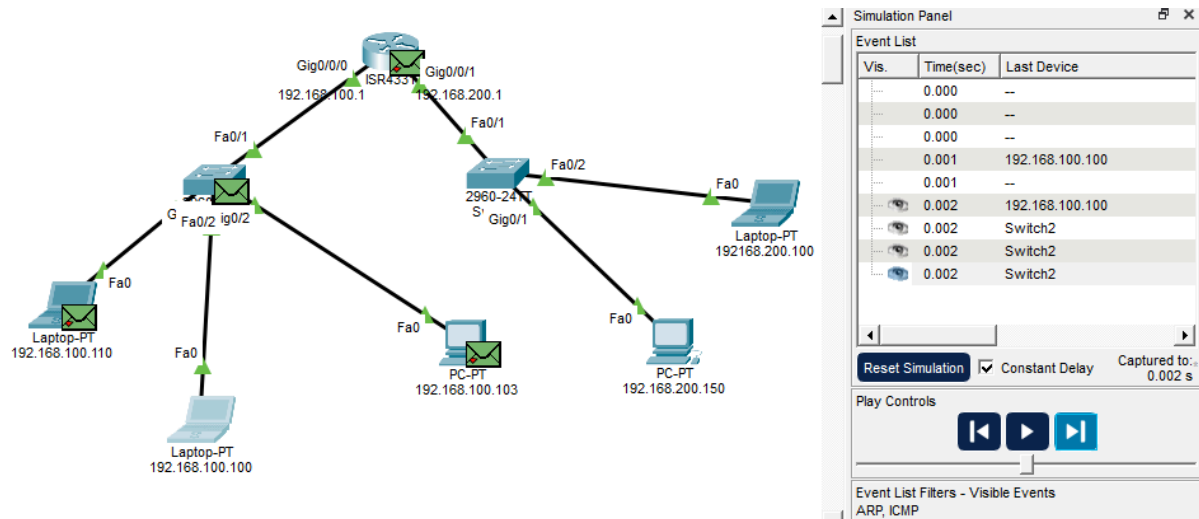 Gig0/0/0
ISR4331
Gig0/0/1
192.168.100.1
192.168.200.1
Fa0/1
Fa0/1
Fa0/2
2960-24TT
Gig0/1
Fa0
Laptop-PT
192168.200.100
Fa0/2
ig0/2
Fa0
Laptop-PT
192.168.100.110
Fa0
Laptop-PT
192.168.100.100
Fa0
PC-PT
192.168.100.103
Fa0
PC-PT
192.168.200.150
Simulation Panel
Event List
Vis. Time(sec) Last Device
0.000 --
0.000 --
0.000 --
0.001 192.168.100.100
0.001 --
0.002 192.168.100.100
0.002 Switch2
0.002 Switch2
0.002 Switch2
Reset Simulation Constant Delay Captured to:
0.002 s
Play Controls
Event List Filters - Visible Events
ARP, ICMP